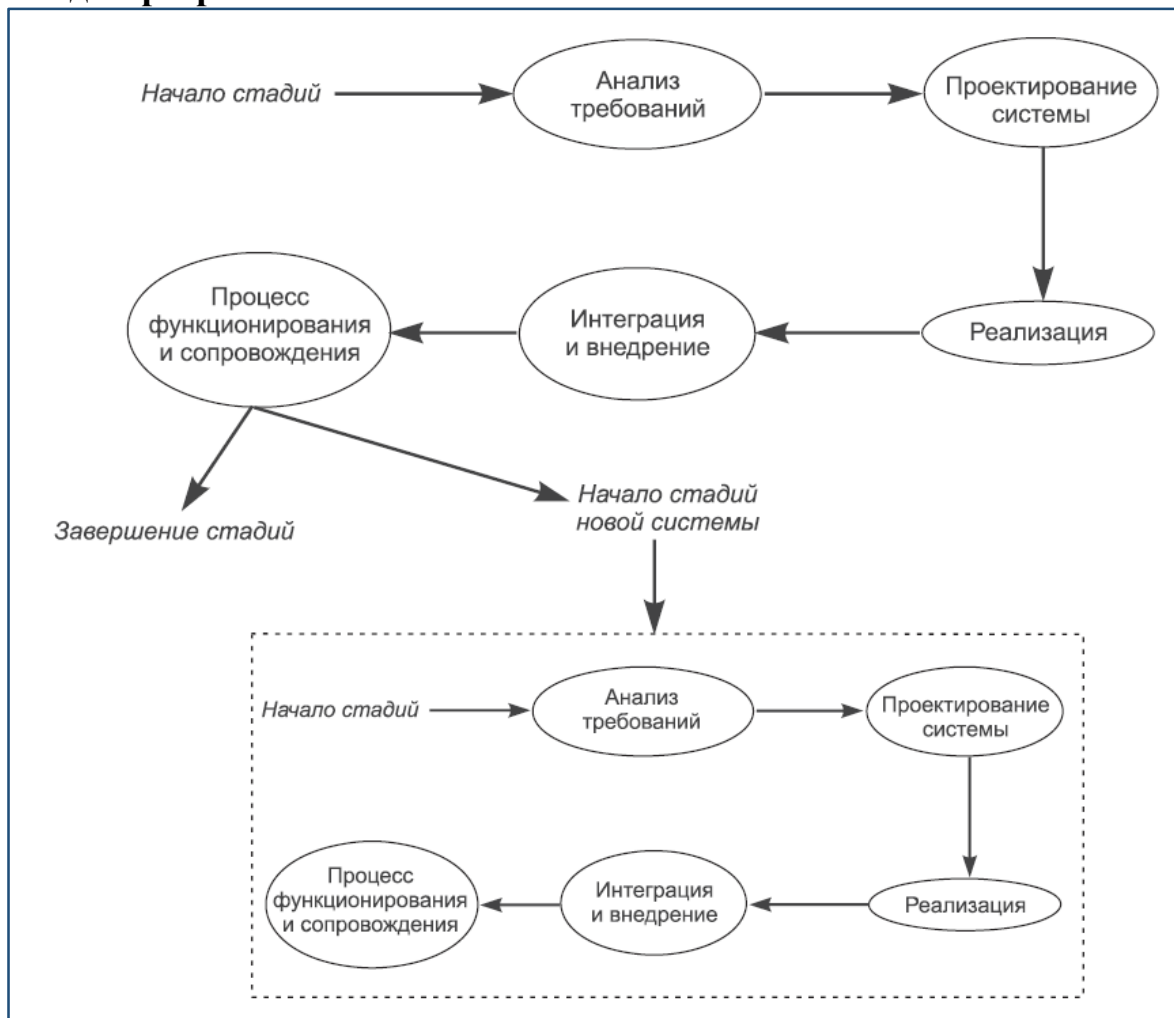 Начало стадий
Анализ
требований
Проектирование
системы
Процесс
функционирования
и сопровождения
Интеграция
и внедрение
Реализация
Завершение стадий
Начало стадий
новой системы
Начало стадий
Анализ
требований
Проектирование
системы
Процесс
функционирования
и сопровождения
Интеграция
и внедрение
Реализация